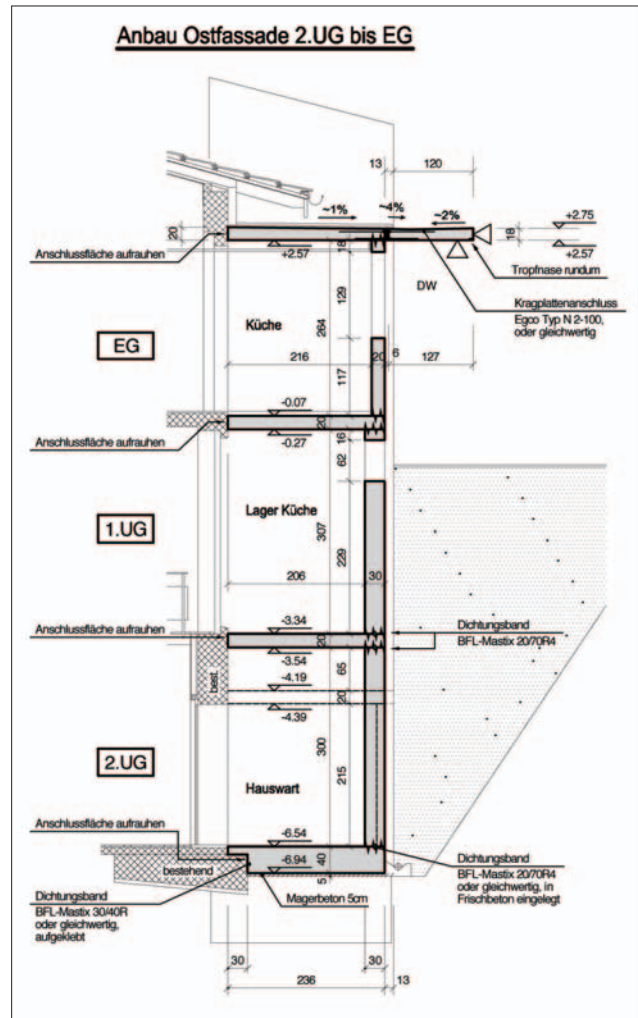 Anbau Ostfassade 2.UG bis EG
13
120
~1%
~4%
~2%
+2.75
20
18
18
+2.57
+2.57
Anschlussfläche aufrauhen
Tropfnase rundum
DW
129
Kragplattenanschluss
Egco Typ N 2-100,
oder gleichwertig
Küche
264
EG
216
20
6
127
117
-0.07
20
Anschlussfläche aufrauhen
-0.27
16
62
Lager Küche
1.UG
307
229
206
30
-3.34
Dichtungsband
BFL-Mastix 20/70R4
Anschlussfläche aufrauhen
20
-3.54
65
best.
-4.19
20
-4.39
2.UG
300
215
Hauswart
Anschlussfläche aufrauhen
-6.54
-6.94
40
bestehend
5
Dichtungsband
BFL-Mastix 20/70R4
oder gleichwertig, in
Frischbeton eingelegt
Dichtungsband
BFL-Mastix 30/40R
oder gleichwertig,
aufgeklebt
Magerbeton 5cm
30
30
236
13